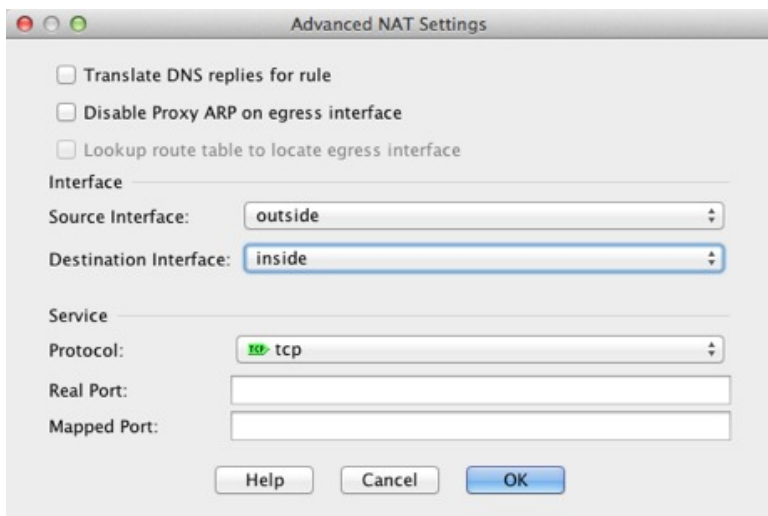 Advanced NAT Settings
Translate DNS replies for rule
Disable Proxy ARP on egress interface
Lookup route table to locate egress interface
Interface
Source Interface: outside
Destination Interface: inside
Service
Protocol: TCP tcp
Real Port:
Mapped Port:
Help Cancel OK